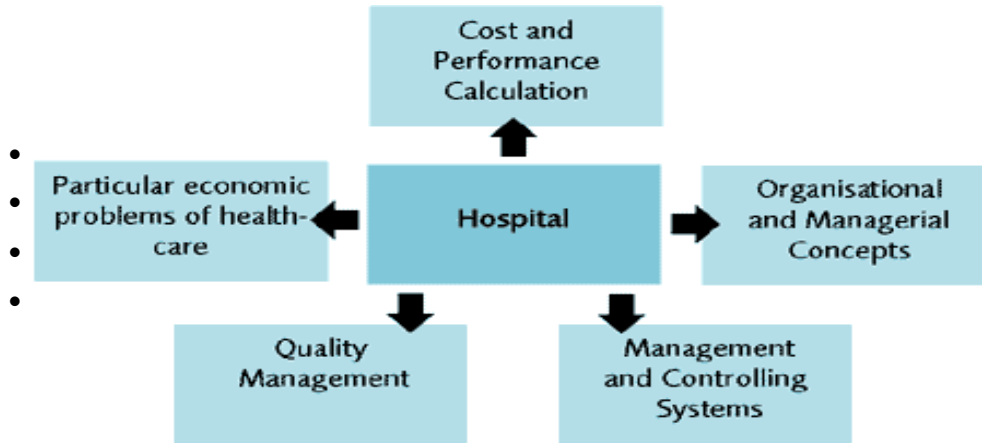 Cost and
Performance
Calculation
Particular economic
problems of health-
care
Hospital
Organisational
and Managerial
Concepts
Quality
Management
Management
and Controlling
Systems